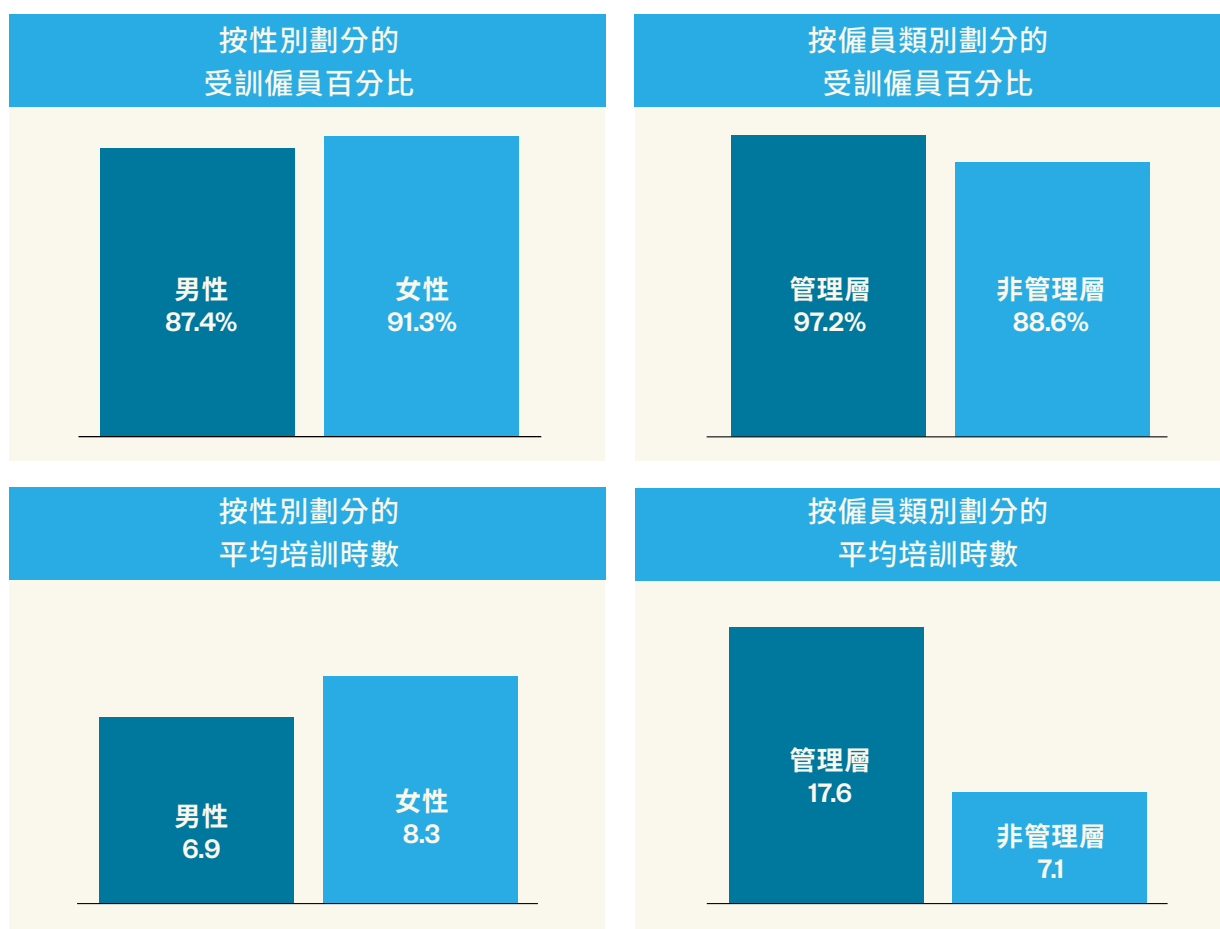 按性別劃分的
受訓僱員百分比
男性
87.4%
女性
91.3%
按僱員類別劃分的
受訓僱員百分比
管理層
97.2%
非管理層
88.6%
按性別劃分的
平均培訓時數
男性
6.9
女性
8.3
按僱員類別劃分的
平均培訓時數
管理層
17.6
非管理層
7.1